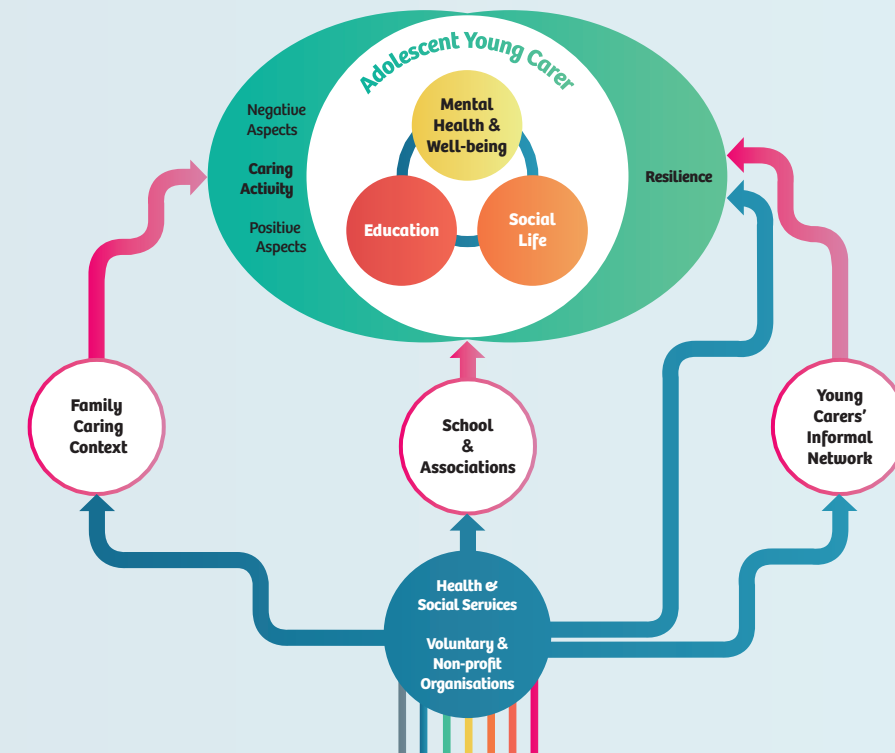 Adolescent Young Carer
Mental
Health &
Well-being
Education
Social
Life
Negative
Aspects
Caring
Activity
Positive
Aspects
Resilience
Family
Caring
Context
School
&
Associations
Young
Carers’
Informal
Network
Health &
Social Services
Voluntary &
Non-profit
Organisations